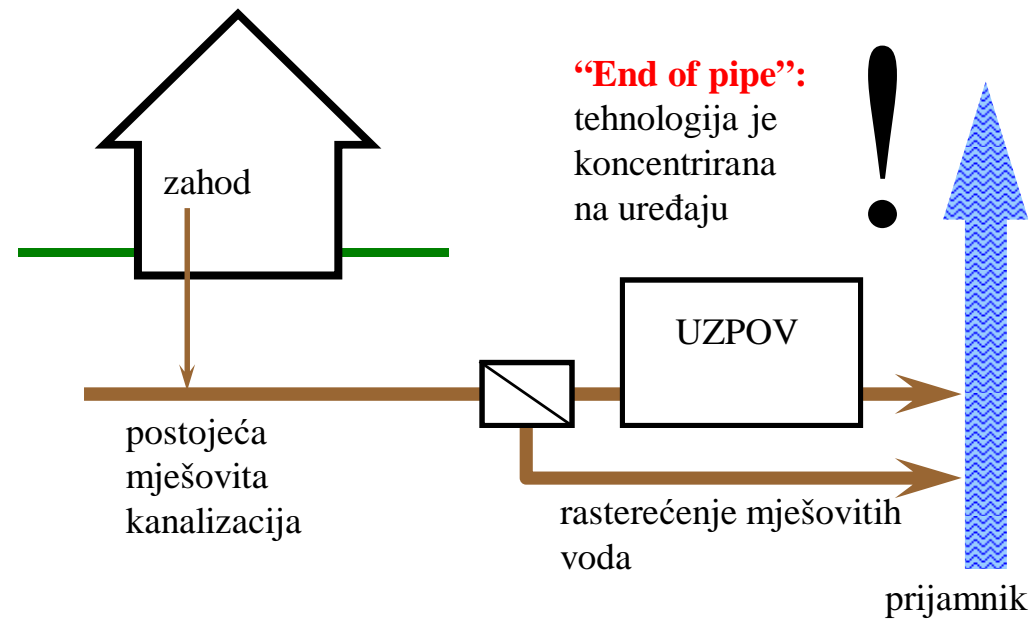 “End of pipe”:
tehnologija je
koncentrirana
na uređaju
!
zahod
UZPOV
postojeća
mješovita
kanalizacija
rasterećenje mješovitih
voda
prijamnik